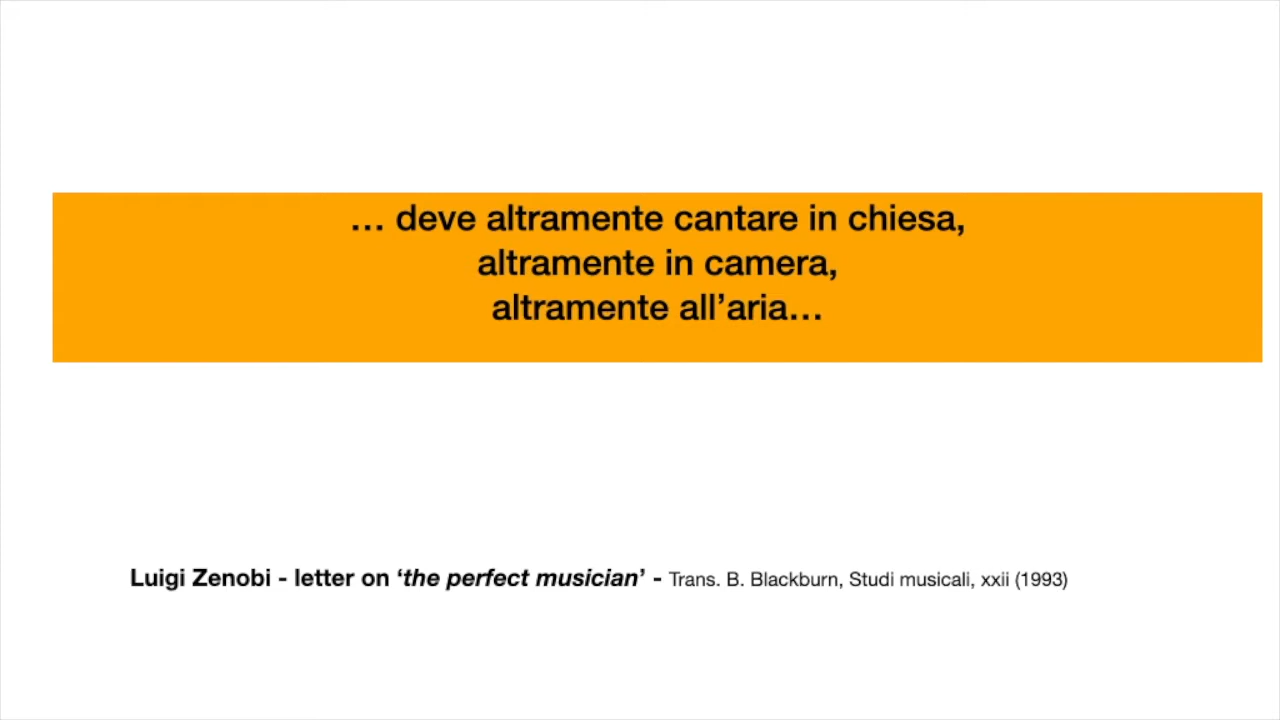 … deve altramente cantare in chiesa,
altramente in camera,
altramente all’aria…
Luigi Zenobi - letter on ‘the perfect musician’ - Trans. B. Blackburn, Studi musicali, xxii (1993)